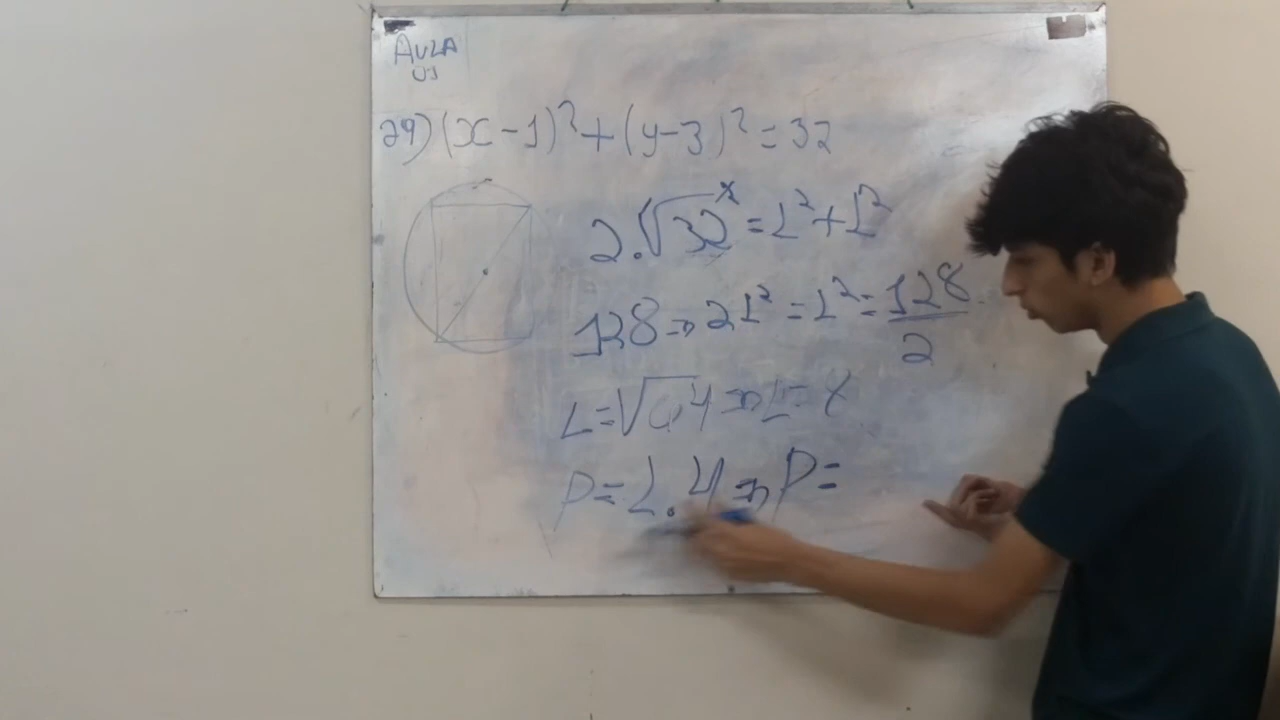 AULA
01
29) (x-1)² + (y-3)² = 32
2.√32² = L² + L²
128 ⇒ 2L² = L² = 128/2
L = √64 ⇒ L = 8
P = L.4 ⇒ P =